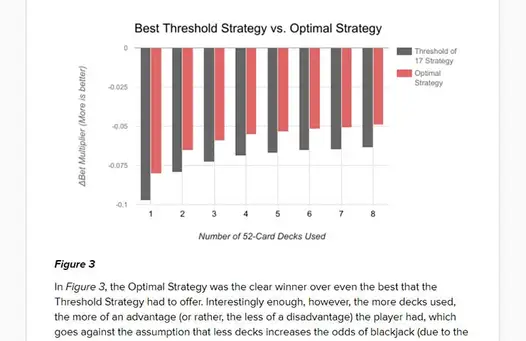 Best Threshold Strategy vs. Optimal Strategy
0
-0.025
-0.05
-0.075
-0.1
ΔBet Multiplier (More is better)
Threshold of
17 Strategy
Optimal
Strategy
1 2 3 4 5 6 7 8
Number of 52-Card Decks Used
Figure 3
In Figure 3, the Optimal Strategy was the clear winner over even the best that the
Threshold Strategy had to offer. Interestingly enough, however, the more decks used,
the more of an advantage (or rather, the less of a disadvantage) the player had, which
goes against the assumption that less decks increases the odds of blackjack (due to the